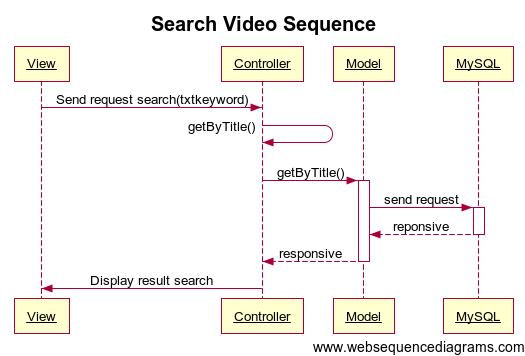 Search Video Sequence
View Controller Model MySQL
Send request search(txtkeyword)
getByTitle()
getByTitle()
send request
reponsive
responsive
Display result search
View Controller Model MySQL
www.websequencediagrams.com